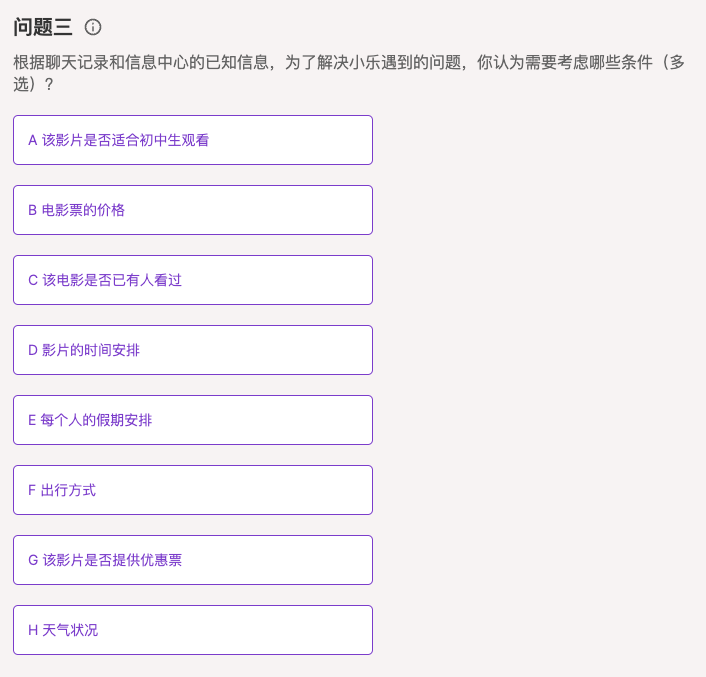 问题三
根据聊天记录和信息中心的已知信息，为了解决小乐遇到的问题，你认为需要考虑哪些条件（多
选）?
A 该影片是否适合初中生观看
B 电影票的价格
C 该电影是否已有人看过
D 影片的时间安排
E 每个人的假期安排
F 出行方式
G 该影片是否提供优惠票
H 天气状况